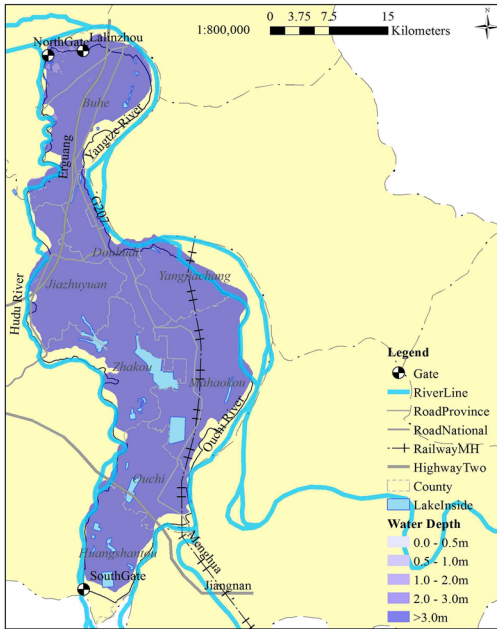 1:800,000
0 3.75 7.5 15
Kilometers
NorthGate
Lalinzhou
Buhe
Yangtze River
Erguang
G207
Douhudi
Yangjiachang
Jiazhuyuan
Hudu River
Zhakou
Mahaokou
Ouchi River
Ouchi
Huangshantou
Menghua
SouthGate
Jiangnan
Legend
Gate
RiverLine
RoadProvince
RoadNational
RailwayMH
HighwayTwo
County
LakeInside
Water Depth
0.0 - 0.5m
0.5 - 1.0m
1.0 - 2.0m
2.0 - 3.0m
>3.0m